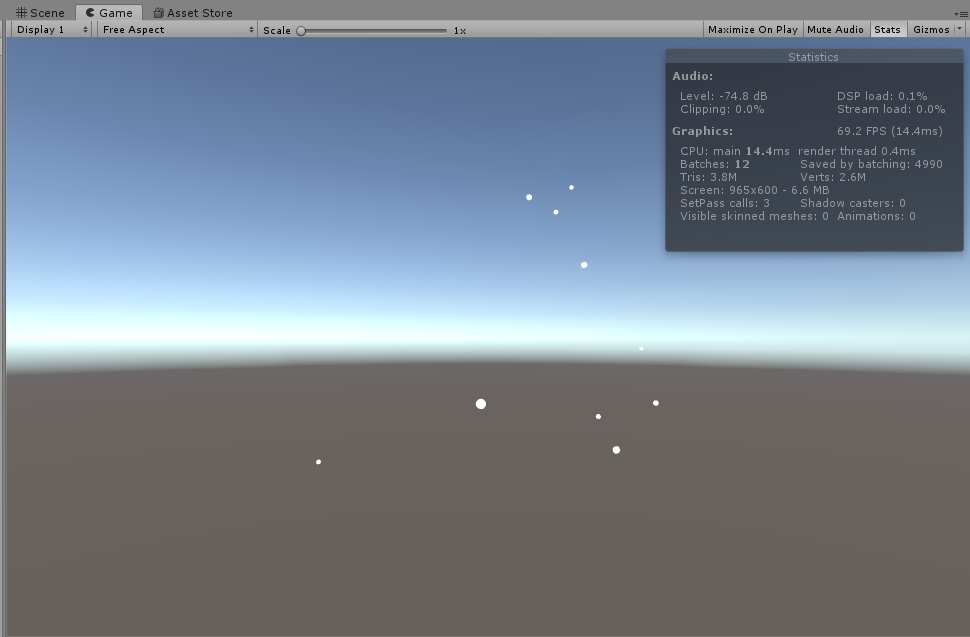 Scene Game Asset Store
Display 1 Free Aspect Scale 1x Maximize On Play Mute Audio Stats Gizmos
Statistics
Audio:
Level: -74.8 dB DSP load: 0.1%
Clipping: 0.0% Stream load: 0.0%
Graphics: 69.2 FPS (14.4ms)
CPU: main 14.4ms render thread 0.4ms
Batches: 12 Saved by batching: 4990
Tris: 3.8M Verts: 2.6M
Screen: 965x600 - 6.6 MB
SetPass calls: 3 Shadow casters: 0
Visible skinned meshes: 0 Animations: 0